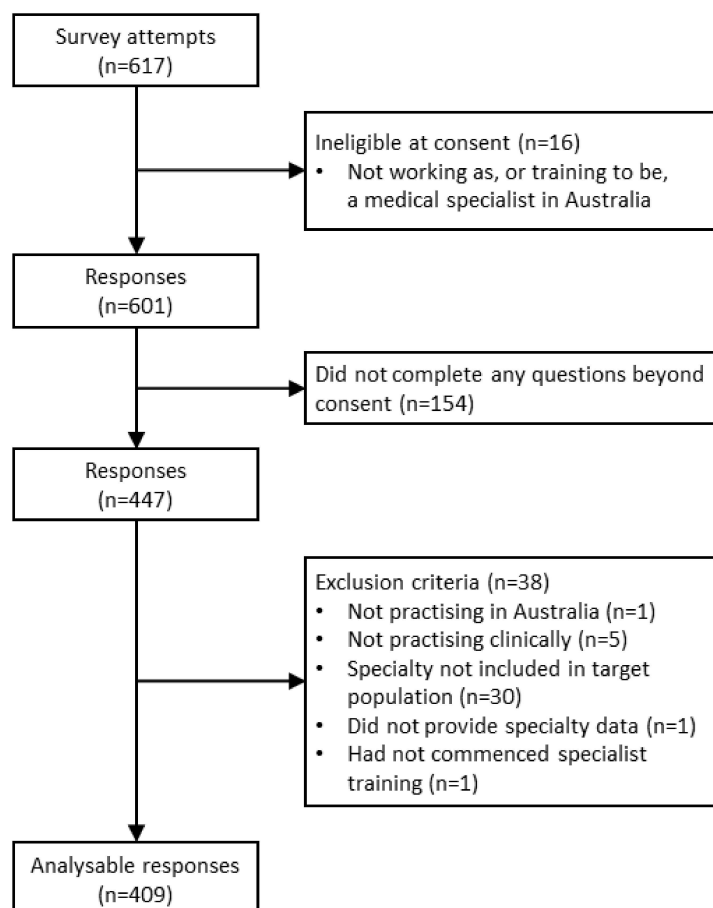 Survey attempts
(n=617)
Ineligible at consent (n=16)
• Not working as, or training to be,
a medical specialist in Australia
Responses
(n=601)
Did not complete any questions beyond
consent (n=154)
Responses
(n=447)
Exclusion criteria (n=38)
• Not practising in Australia (n=1)
• Not practising clinically (n=5)
• Specialty not included in target
population (n=30)
• Did not provide specialty data (n=1)
• Had not commenced specialist
training (n=1)
Analysable responses
(n=409)